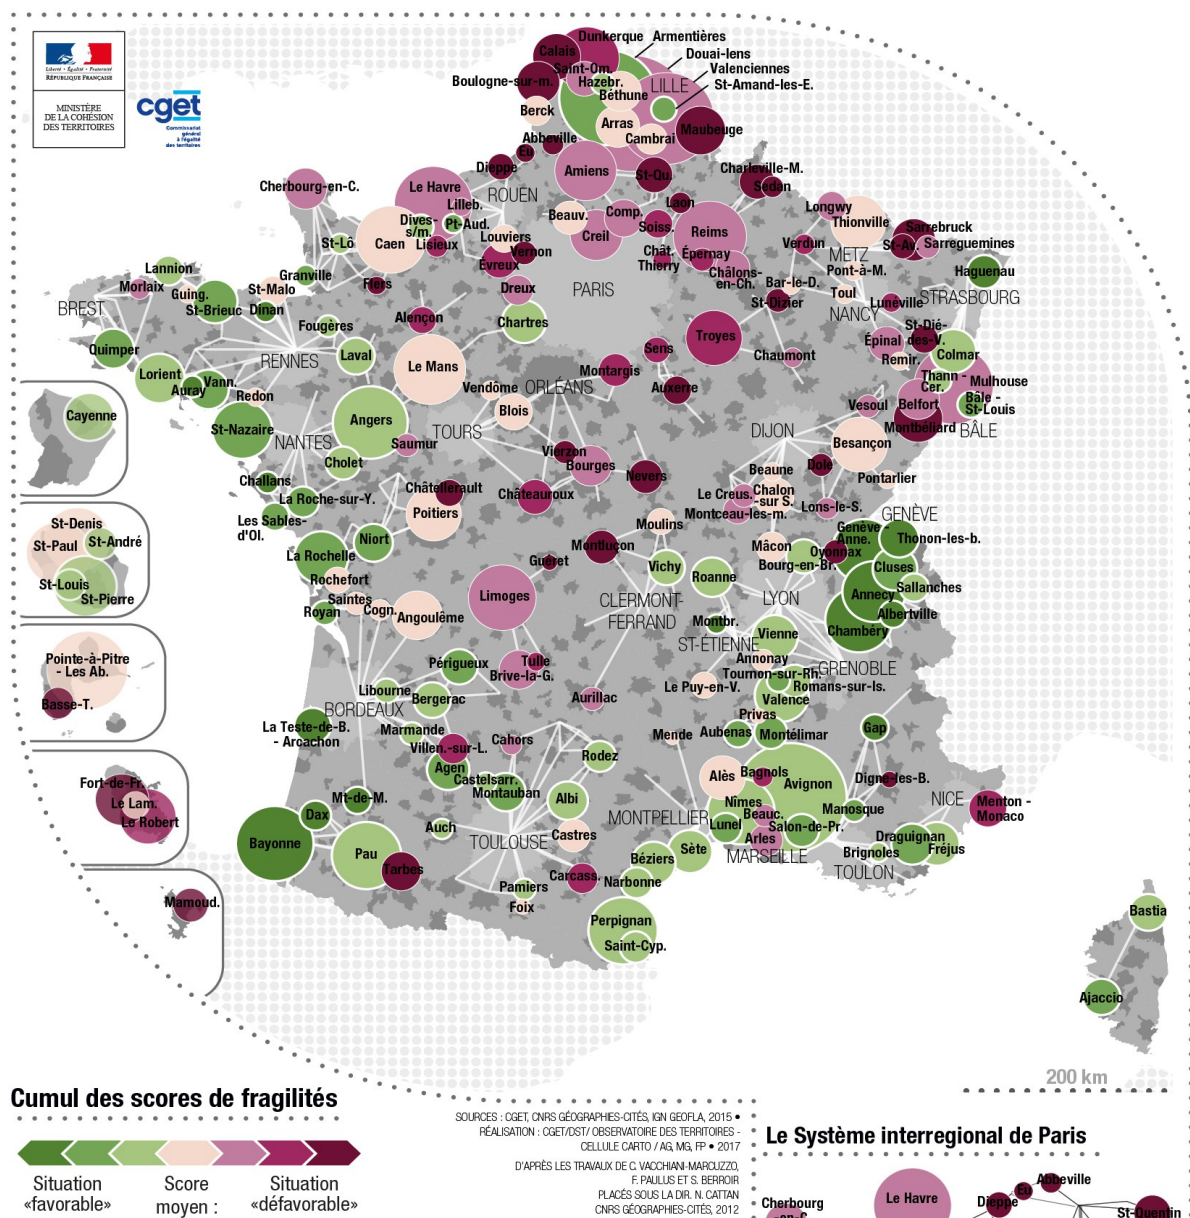 Liberté • Égalité • Fraternité
RÉPUBLIQUE FRANÇAISE
MINISTÈRE
DE LA COHÉSION
DES TERRITOIRES
cget
Commissariat
général
à l'égalité
des territoires
Dunkerque
Armentières
Calais
Douai-lens
Saint-Om.
Valenciennes
Boulogne-sur-m.
Hazebr.
LILLE
St-Amand-les-E.
Béthune
Berck
Arras
Cambrai
Maubeuge
Abbeville
Eu
Dieppe
Amiens
St-Qu.
Charleville-M.
Sedan
Cherbourg-en-C.
Le Havre
ROUEN
Lilleb.
Laon
Longwy
Thionville
Dives-
s/m.
Pt-Aud.
Beauv.
Comp.
Soiss.
Reims
Sarrebruck
St-Lô
Caen
Lisieux
Louviers
Creil
Verdun
METZ
St-Av.
Sarreguemines
Vernon
Évreux
Chât.
Thierry
Épernay
Châlons-
en-Ch.
Pont-à-M.
Haguenau
Lannion
Granville
Flers
Bar-le-D.
Toul
Morlaix
Guing.
St-Malo
Dreux
PARIS
St-Dizier
Lunéville
STRASBOURG
BREST
St-Brieuc
Dinan
NANCY
Fougères
Alençon
Chartres
Troyes
St-Dié-
des-V.
Épinal
Quimper
RENNES
Laval
Sens
Chaumont
Remir.
Colmar
Lorient
Le Mans
Montargis
Thann -
Cer.
Mulhouse
Auray
Vann.
Vendôme
ORLÉANS
Auxerre
Bâle -
St-Louis
Redon
Blois
Vesoul
Belfort
Cayenne
St-Nazaire
Angers
TOURS
DIJON
Montbéliard
BÂLE
NANTES
Saumur
Besançon
Vierzon
Bourges
Cholet
Nevers
Beaune
Dole
Pontarlier
Challans
Châtellerault
Châteauroux
Le Creus.
Chalon
-sur S.
La Roche-sur-Y.
Poitiers
Montceau-les-m.
Lons-le-S.
GENÈVE
St-Denis
Les Sables-
d'Ol.
Moulins
Genève -
Anne.
Thonon-les-b.
St-Paul
St-André
Niort
Montluçon
Mâcon
Oyonnax
La Rochelle
Guéret
Vichy
Bourg-en-Br.
Cluses
St-Louis
Rochefort
Roanne
Sallanches
St-Pierre
Saintes
Limoges
CLERMONT-
FERRAND
LYON
Annecy
Royan
Cogn.
Angoulême
Montbr.
Albertville
Chambéry
ST-ÉTIENNE
Vienne
Pointe-à-Pitre
- Les Ab.
Périgueux
Tulle
Annonay
GRENOBLE
Brive-la-G.
Tournon-sur-Rh.
Le Puy-en-V.
Romans-sur-Is.
Basse-T.
Libourne
Bergerac
Aurillac
Valence
BORDEAUX
Privas
La Teste-de-B.
- Arcachon
Marmande
Cahors
Mende
Aubenas
Montélimar
Gap
Villen.-sur-L.
Rodez
Agen
Castelsarr.
Alès
Bagnols
Digne-les-B.
Fort-de-Fr.
Montauban
Avignon
Le Lam.
Mt-de-M.
Albi
Nîmes
NICE
Menton -
Monaco
Le Robert
Dax
Beauc.
Manosque
Auch
MONTPELLIER
Lunel
Salon-de-Pr.
Bayonne
Castres
Arles
Draguignan
Pau
TOULOUSE
Sète
MARSEILLE
Brignoles
Fréjus
Tarbes
Béziers
TOULON
Carcass.
Narbonne
Pamiers
Mamoud.
Foix
Perpignan
Saint-Cyp.
Bastia
Ajaccio
200 km
Cumul des scores de fragilités
Situation
«favorable»
Score
moyen :
Situation
«défavorable»
SOURCES : CGET, CNRS GÉOGRAPHIES-CITÉS, IGN GEOFLA, 2015 •
RÉALISATION : CGET/DST/ OBSERVATOIRE DES TERRITOIRES -
CELLULE CARTO / AG, MG, FP • 2017
D'APRÈS LES TRAVAUX DE C. VACCHIANI-MARCUZZO,
F. PAULUS ET S. BERROIR
PLACÉS SOUS LA DIR. N. CATTAN
CNRS GÉOGRAPHIES-CITÉS, 2012
Le Système interregional de Paris
Abbeville
Eu
Cherbourg
Le Havre
Dieppe
St-Quentin